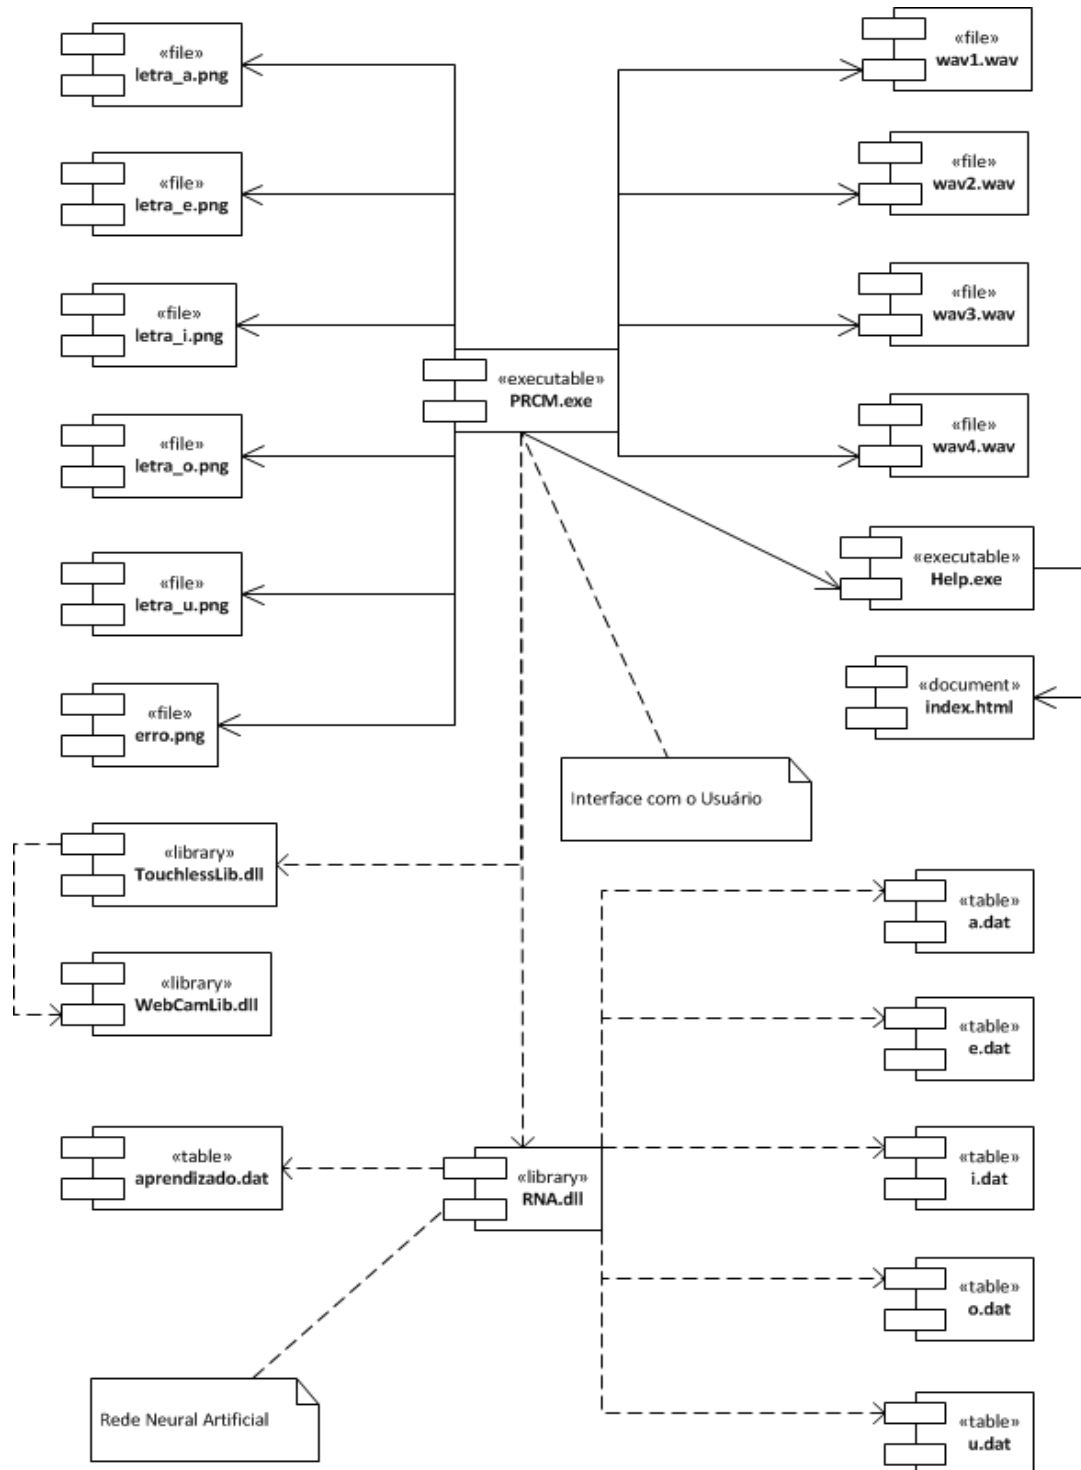 «file»
letra_a.png
«file»
wav1.wav
«file»
letra_e.png
«file»
wav2.wav
«file»
letra_i.png
«file»
wav3.wav
«executable»
PRCM.exe
«file»
letra_o.png
«file»
wav4.wav
«file»
letra_u.png
«executable»
Help.exe
«file»
erro.png
«document»
index.html
Interface com o Usuário
«library»
TouchlessLib.dll
«table»
a.dat
«library»
WebCamLib.dll
«table»
e.dat
«table»
aprendizado.dat
«library»
RNA.dll
«table»
i.dat
«table»
o.dat
Rede Neural Artificial
«table»
u.dat